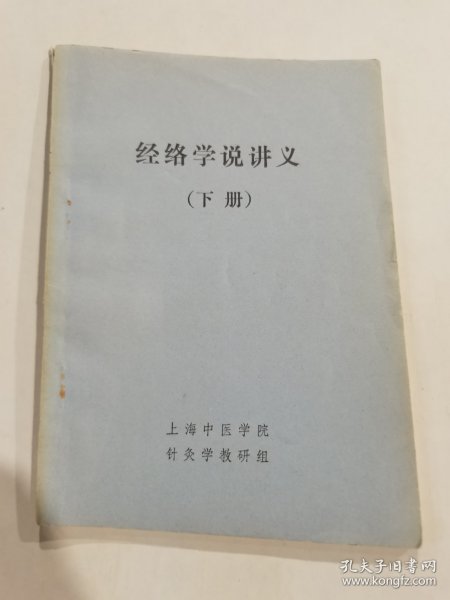 经络学说讲义
（下册）
上海中医学院
针灸学教研组
孔夫子旧书网
www.kongfz.com